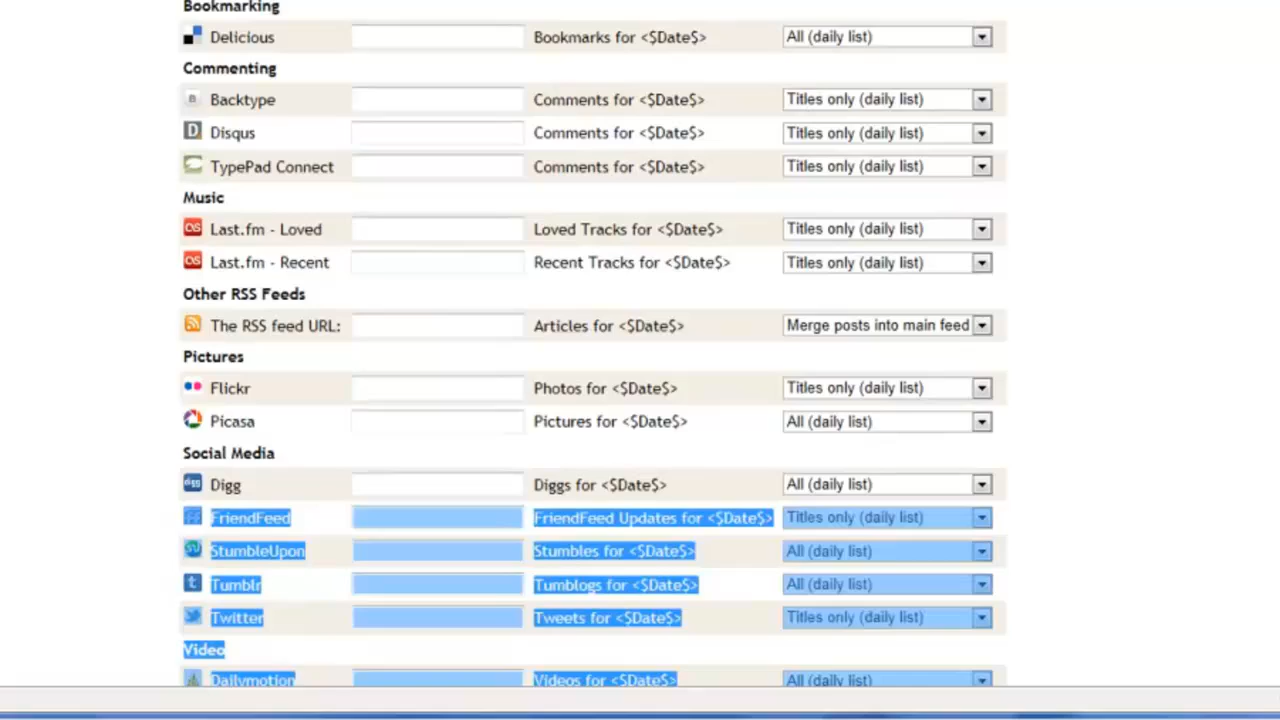 Bookmarking
Delicious Bookmarks for <$Date$> All (daily list)
Commenting
B Backtype Comments for <$Date$> Titles only (daily list)
D Disqus Comments for <$Date$> Titles only (daily list)
TypePad Connect Comments for <$Date$> Titles only (daily list)
Music
Last.fm - Loved Loved Tracks for <$Date$> Titles only (daily list)
Last.fm - Recent Recent Tracks for <$Date$> Titles only (daily list)
Other RSS Feeds
The RSS feed URL: Articles for <$Date$> Merge posts into main feed
Pictures
Flickr Photos for <$Date$> Titles only (daily list)
Picasa Pictures for <$Date$> All (daily list)
Social Media
digg Digg Diggs for <$Date$> All (daily list)
FriendFeed FriendFeed Updates for <$Date$> Titles only (daily list)
StumbleUpon Stumbles for <$Date$> All (daily list)
t Tumblr Tumblogs for <$Date$> All (daily list)
Twitter Tweets for <$Date$> Titles only (daily list)
Video
Dailymotion Videos for <$Date$> All (daily list)